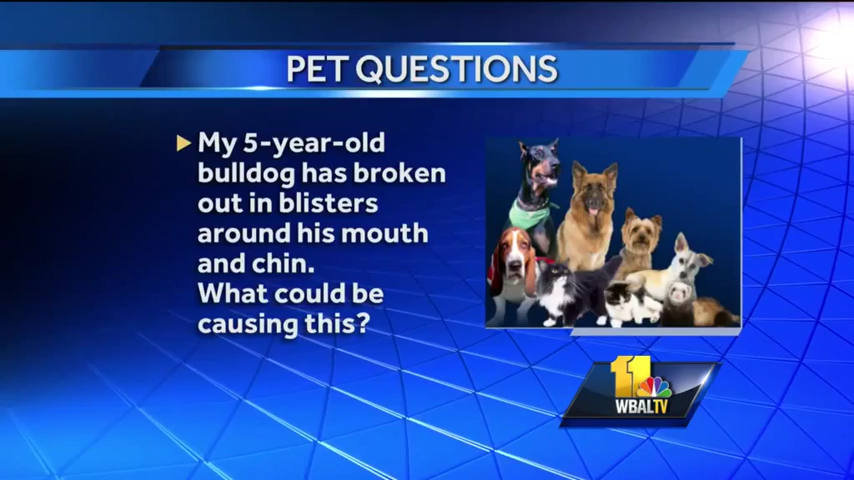 PET QUESTIONS
My 5-year-old
bulldog has broken
out in blisters
around his mouth
and chin.
What could be
causing this?
11
WBALTV